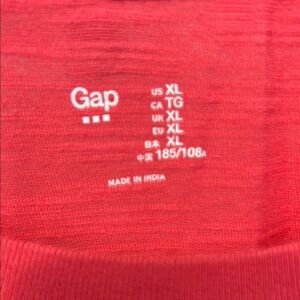 Gap
US XL
CA TG
UK XL
EU XL
日本 XL
中国 185/108A
MADE IN INDIA